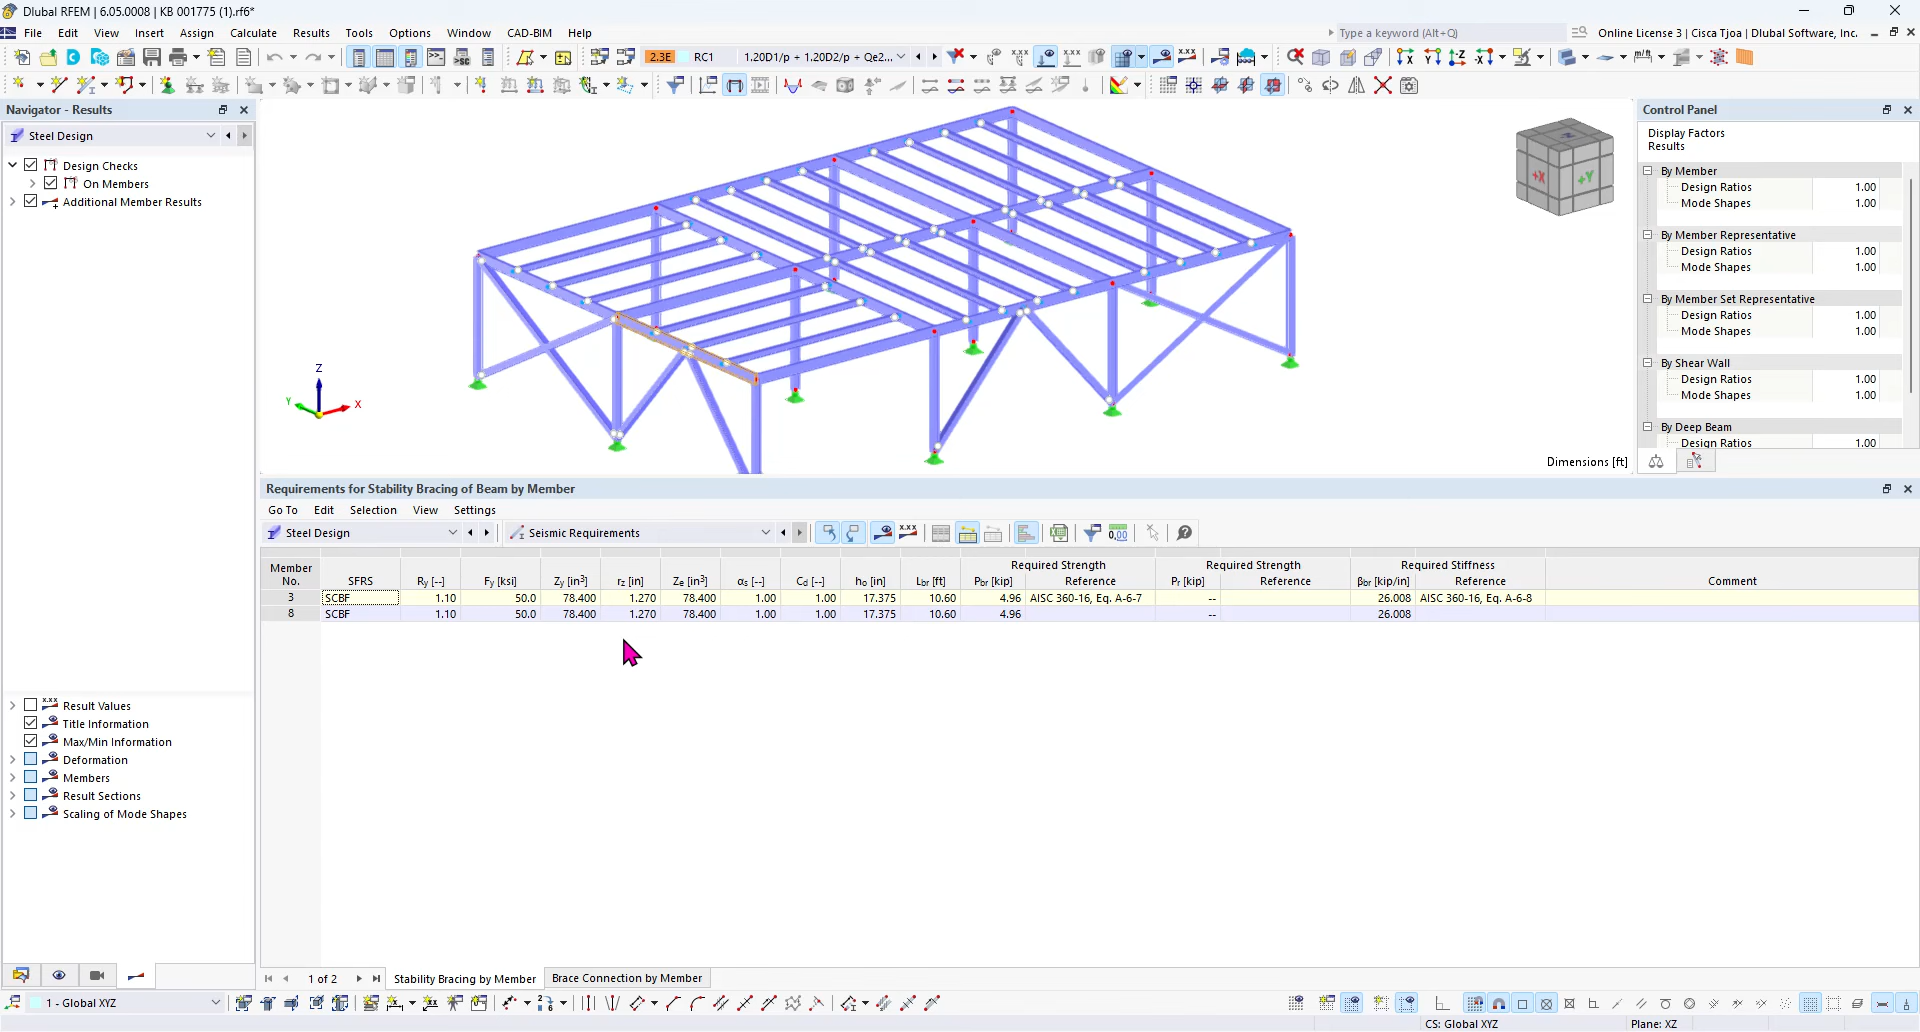 Dlubal RFEM | 6.05.0008 | KB 001775 (1).rf6*
File Edit View Insert Assign Calculate Results Tools Options Window CAD-BIM Help
Type a keyword (Alt+Q)
Online License 3 | Cisca Tjoa | Dlubal Software, Inc.
2.3E RC1 1.20D1/p + 1.20D2/p + Qe2...
Navigator - Results
Steel Design
Design Checks
On Members
Additional Member Results
Result Values
Title Information
Max/Min Information
Deformation
Members
Result Sections
Scaling of Mode Shapes
Z
Y
X
+X +Y
Dimensions [ft]
Control Panel
Display Factors
Results
By Member
Design Ratios 1.00
Mode Shapes 1.00
By Member Representative
Design Ratios 1.00
Mode Shapes 1.00
By Member Set Representative
Design Ratios 1.00
Mode Shapes 1.00
By Shear Wall
Design Ratios 1.00
Mode Shapes 1.00
By Deep Beam
Design Ratios 1.00
Requirements for Stability Bracing of Beam by Member
Go To Edit Selection View Settings
Steel Design
Seismic Requirements
Member Required Strength Required Strength Required Stiffness
No. SFRS Ry [--] Fy [ksi] Zy [in3] rz [in] Ze [in3] αs [--] Cd [--] ho [in] Lbr [ft] Pbr [kip] Reference Pr [kip] Reference βbr [kip/in] Reference Comment
3 SCBF 1.10 50.0 78.400 1.270 78.400 1.00 1.00 17.375 10.60 4.96 AISC 360-16, Eq. A-6-7 -- 26.008 AISC 360-16, Eq. A-6-8
8 SCBF 1.10 50.0 78.400 1.270 78.400 1.00 1.00 17.375 10.60 4.96 -- 26.008
1 of 2 Stability Bracing by Member Brace Connection by Member
1 - Global XYZ
CS: Global XYZ Plane: XZ